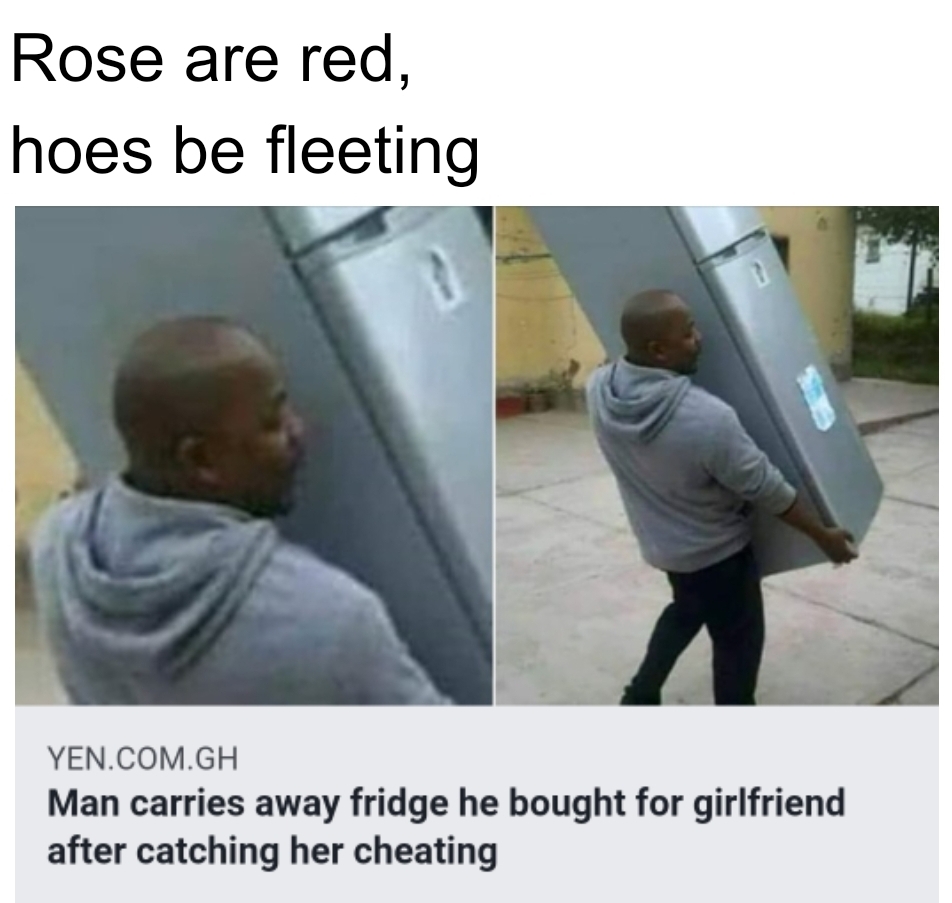 Rose are red,
hoes be fleeting
YEN.COM.GH
Man carries away fridge he bought for girlfriend
after catching her cheating